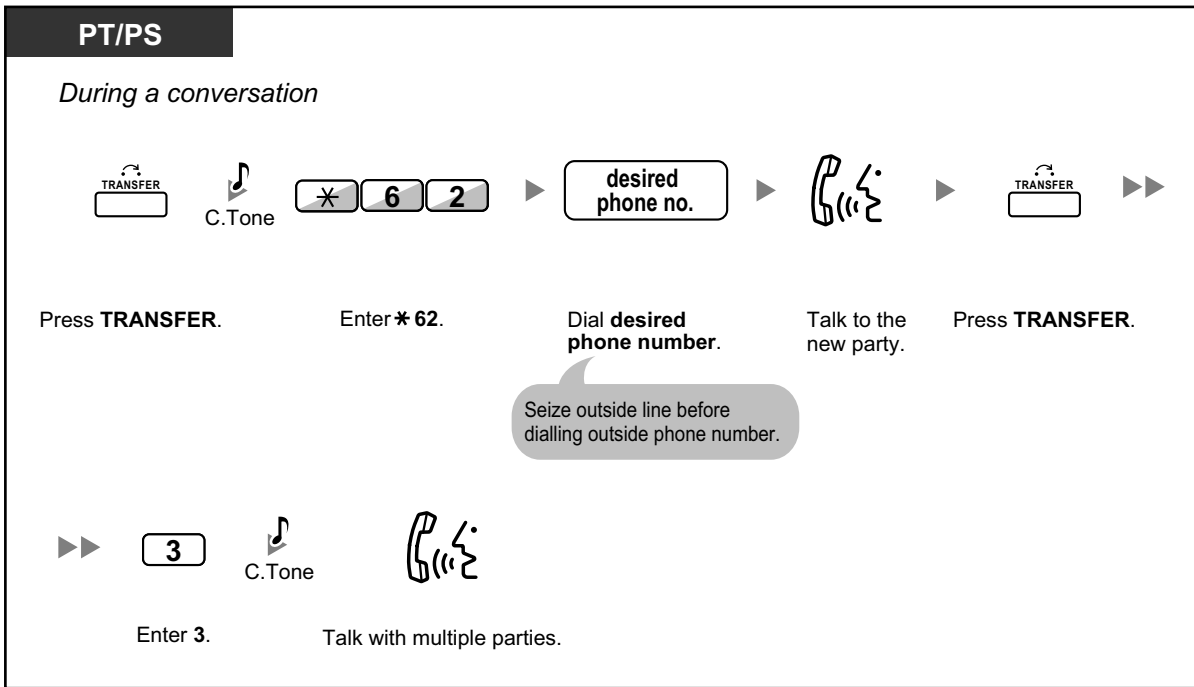 PT/PS
During a conversation
TRANSFER
C.Tone
* 6 2
desired
phone no.
TRANSFER
Press TRANSFER.
Enter * 62.
Dial desired
phone number.
Talk to the
new party.
Press TRANSFER.
Seize outside line before
dialling outside phone number.
3
C.Tone
Enter 3.
Talk with multiple parties.